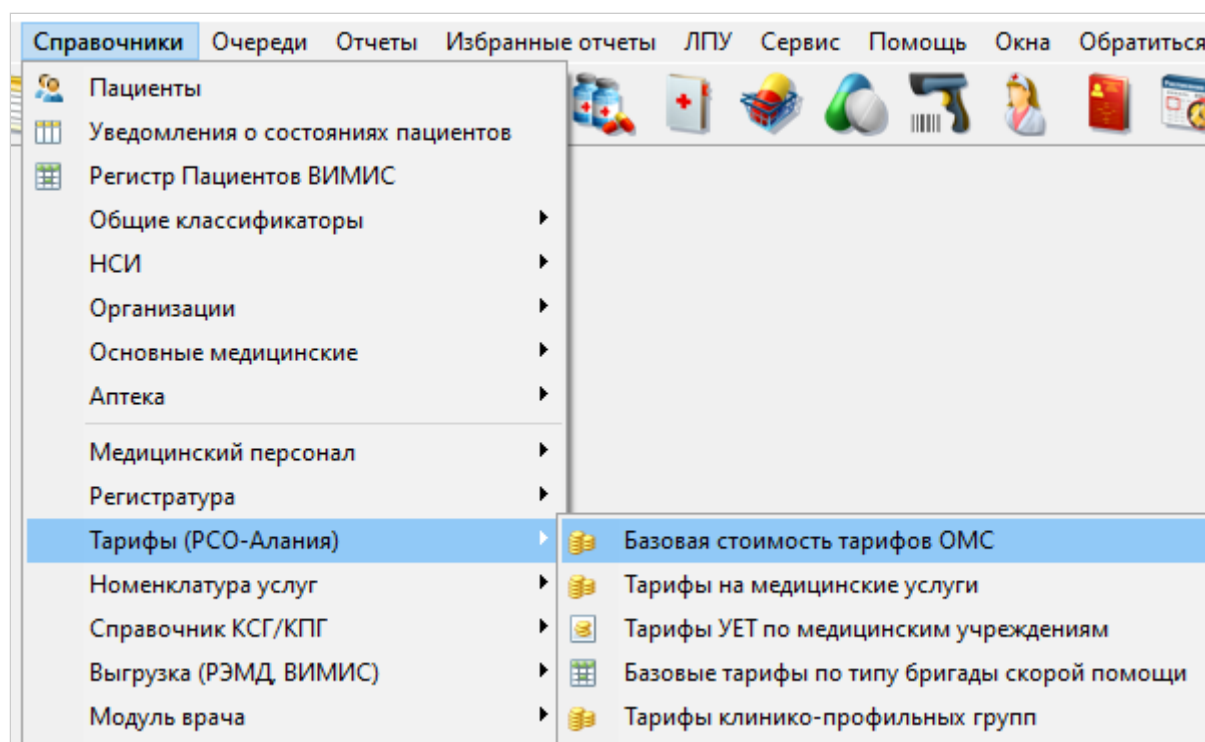 Справочники Очереди Отчеты Избранные отчеты ЛПУ Сервис Помощь Окна Обратиться
Пациенты
Уведомления о состояниях пациентов
Регистр Пациентов ВИМИС
Общие классификаторы
НСИ
Организации
Основные медицинские
Аптека
Медицинский персонал
Регистратура
Тарифы (РСО-Алания)
Номенклатура услуг
Справочник КСГ/КПГ
Выгрузка (РЭМД, ВИМИС)
Модуль врача
Базовая стоимость тарифов ОМС
Тарифы на медицинские услуги
Тарифы УЕТ по медицинским учреждениям
Базовые тарифы по типу бригады скорой помощи
Тарифы клинико-профильных групп